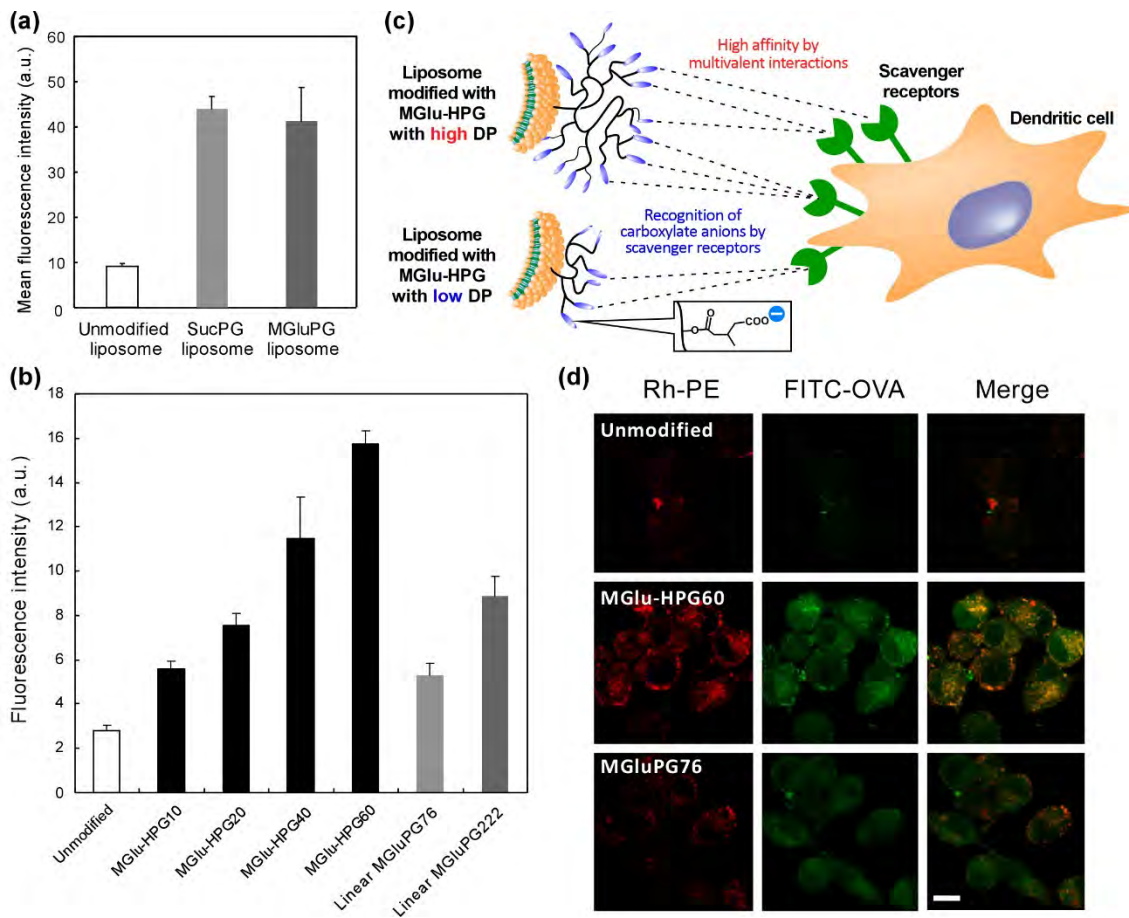 (a)
Mean fluorescence intensity (a.u.)
60
50
40
30
20
10
0
Unmodified
liposome
SucPG
liposome
MGluPG
liposome
(b)
Fluorescence intensity (a.u.)
18
16
14
12
10
8
6
4
2
0
Unmodified
MGlu-HPG10
MGlu-HPG20
MGlu-HPG40
MGlu-HPG60
Linear MGluPG76
Linear MGluPG222
(c)
Liposome
modified with
MGlu-HPG
with high DP
High affinity by
multivalent interactions
Scavenger
receptors
Dendritic cell
Liposome
modified with
MGlu-HPG
with low DP
Recognition of
carboxylate anions by
scavenger receptors
O
O
COO
(d)
Rh-PE
FITC-OVA
Merge
Unmodified
MGlu-HPG60
MGluPG76